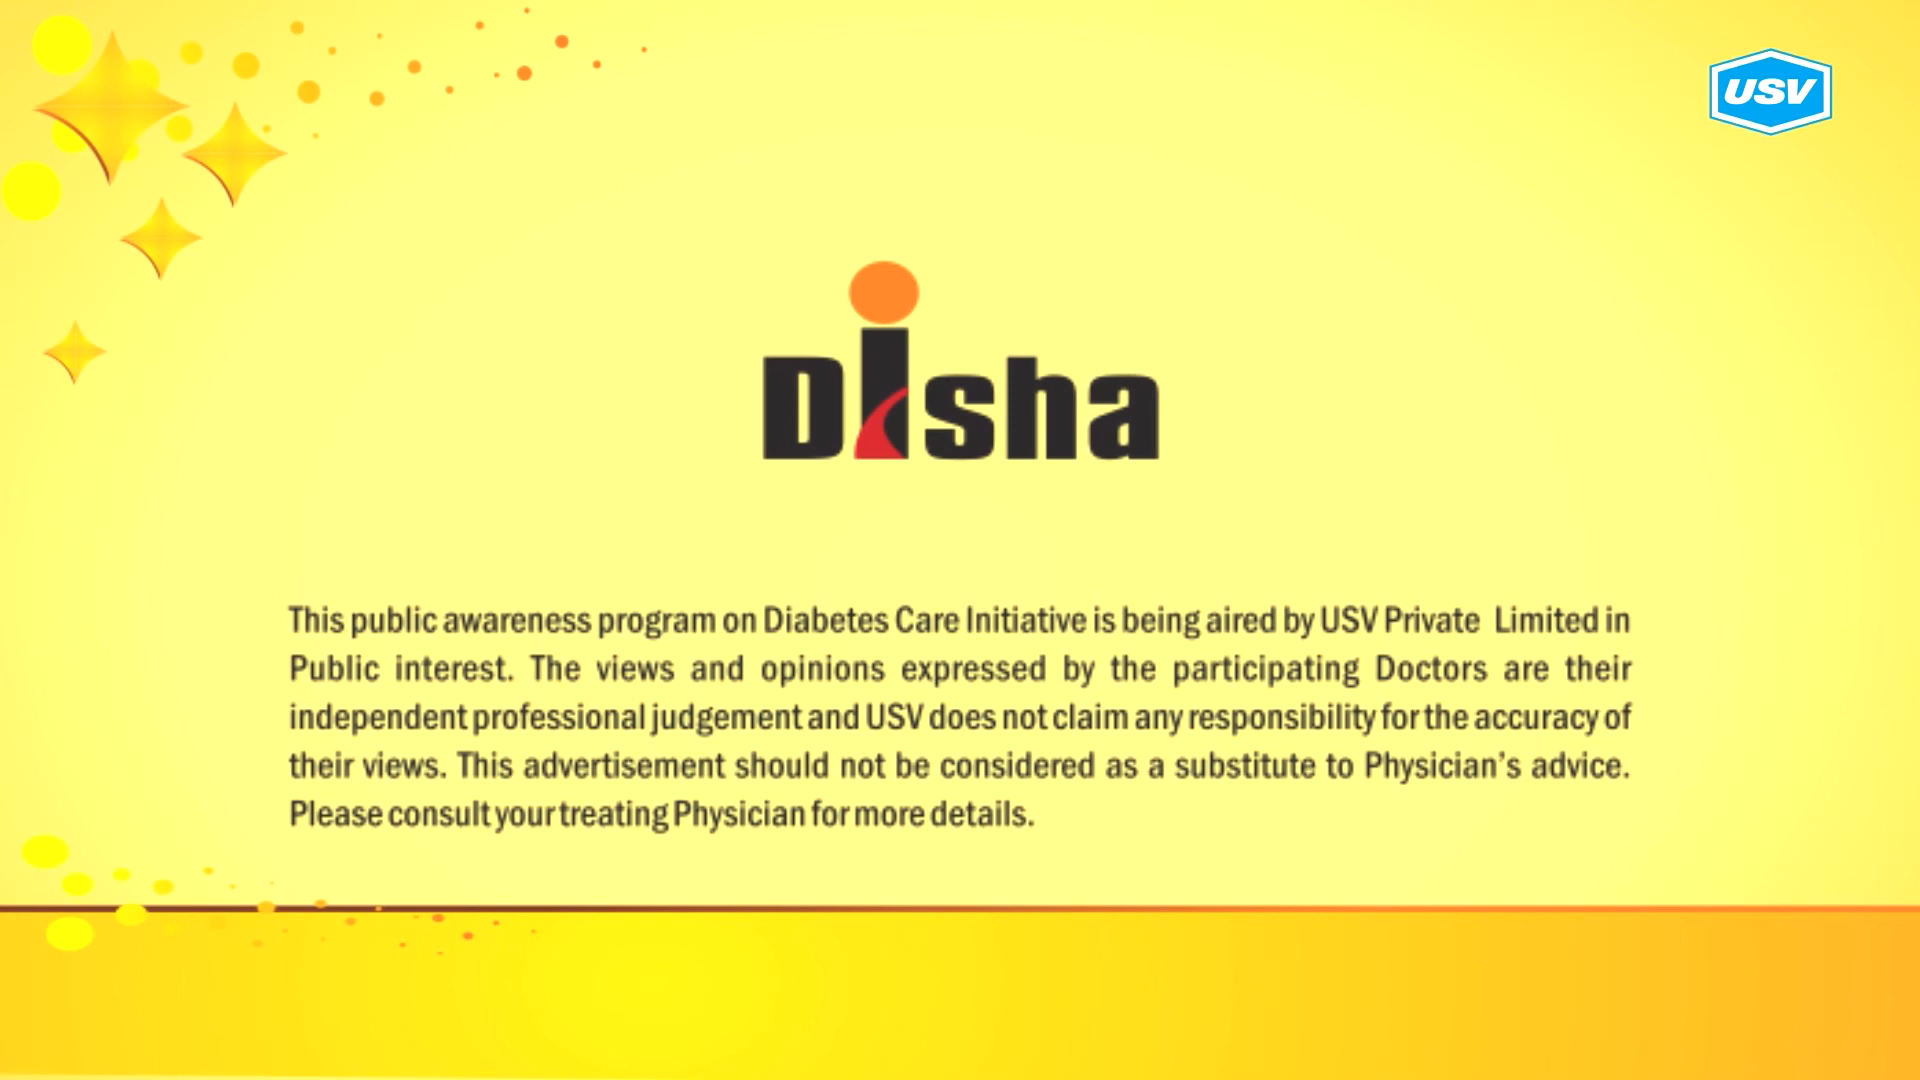 USV
Disha
This public awareness program on Diabetes Care Initiative is being aired by USV Private Limited in
Public interest. The views and opinions expressed by the participating Doctors are their
independent professional judgement and USV does not claim any responsibility for the accuracy of
their views. This advertisement should not be considered as a substitute to Physician’s advice.
Please consult your treating Physician for more details.